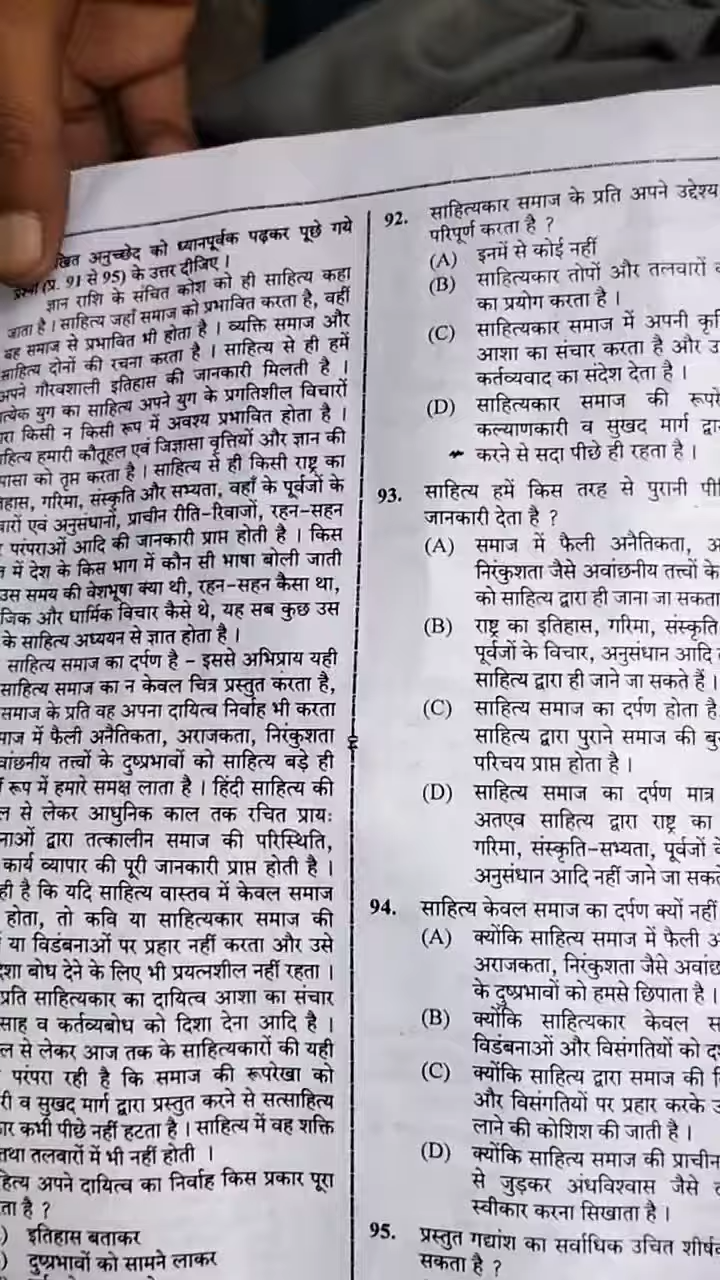 अनुच्छेद को ध्यानपूर्वक पढ़कर पूछे गये
(प्र. 91 से 95) के उत्तर दीजिए ।
ज्ञान राशि के संचित कोश को ही साहित्य कहा
जाता है । साहित्य जहाँ समाज को प्रभावित करता है, वहीं
वह समाज से प्रभावित भी होता है । व्यक्ति समाज और
साहित्य दोनों की रचना करता है । साहित्य से ही हमें
अपने गौरवशाली इतिहास की जानकारी मिलती है ।
युग का साहित्य अपने युग के प्रगतिशील विचारों
किसी न किसी रूप में अवश्य प्रभावित होता है ।
हमारी कौतूहल एवं जिज्ञासा वृत्तियों और ज्ञान की
को तृप्त करता है । साहित्य से ही किसी राष्ट्र का
गरिमा, संस्कृति और सभ्यता, वहाँ के पूर्वजों के
एवं अनुसंधानों, प्राचीन रीति-रिवाजों, रहन-सहन
परंपराओं आदि की जानकारी प्राप्त होती है । किस
में देश के किस भाग में कौन सी भाषा बोली जाती
उस समय की वेशभूषा क्या थी, रहन-सहन कैसा था,
और धार्मिक विचार कैसे थे, यह सब कुछ उस
के साहित्य अध्ययन से ज्ञात होता है ।
साहित्य समाज का दर्पण है – इससे अभिप्राय यही
साहित्य समाज का न केवल चित्र प्रस्तुत करता है,
समाज के प्रति वह अपना दायित्व निर्वाह भी करता
में फैली अनैतिकता, अराजकता, निरंकुशता
तत्त्वों के दुष्प्रभावों को साहित्य बड़े ही
रूप में हमारे समक्ष लाता है । हिंदी साहित्य की
से लेकर आधुनिक काल तक रचित प्रायः
द्वारा तत्कालीन समाज की परिस्थिति,
कार्य व्यापार की पूरी जानकारी प्राप्त होती है ।
ही है कि यदि साहित्य वास्तव में केवल समाज
होता, तो कवि या साहित्यकार समाज की
या विडंबनाओं पर प्रहार नहीं करता और उसे
बोध देने के लिए भी प्रयत्नशील नहीं रहता ।
प्रति साहित्यकार का दायित्व आशा का संचार
व कर्तव्यबोध को दिशा देना आदि है ।
से लेकर आज तक के साहित्यकारों की यही
परंपरा रही है कि समाज की रूपरेखा को
व सुखद मार्ग द्वारा प्रस्तुत करने से सत्साहित्य
कभी पीछे नहीं हटता है । साहित्य में वह शक्ति
तथा तलवारों में भी नहीं होती ।
अपने दायित्व का निर्वाह किस प्रकार पूरा
है ?
) इतिहास बताकर
) दुष्प्रभावों को सामने लाकर
92. साहित्यकार समाज के प्रति अपने उद्देश्य
परिपूर्ण करता है ?
(A) इनमें से कोई नहीं
(B) साहित्यकार तोपों और तलवारों
का प्रयोग करता है ।
(C) साहित्यकार समाज में अपनी
आशा का संचार करता है और
कर्तव्यवाद का संदेश देता है ।
(D) साहित्यकार समाज की
कल्याणकारी व सुखद मार्ग
करने से सदा पीछे ही रहता है ।
93. साहित्य हमें किस तरह से पुरानी
जानकारी देता है ?
(A) समाज में फैली अनैतिकता,
निरंकुशता जैसे अवांछनीय तत्त्वों के
को साहित्य द्वारा ही जाना जा सकता
(B) राष्ट्र का इतिहास, गरिमा, संस्कृति
पूर्वजों के विचार, अनुसंधान आदि
साहित्य द्वारा ही जाने जा सकते हैं ।
(C) साहित्य समाज का दर्पण होता है
साहित्य द्वारा पुराने समाज की
परिचय प्राप्त होता है ।
(D) साहित्य समाज का दर्पण मात्र
अतएव साहित्य द्वारा राष्ट्र का
गरिमा, संस्कृति-सभ्यता, पूर्वजों
अनुसंधान आदि नहीं जाने जा
94. साहित्य केवल समाज का दर्पण क्यों नहीं
(A) क्योंकि साहित्य समाज में फैली
अराजकता, निरंकुशता जैसे
के दुष्प्रभावों को हमसे छिपाता है ।
(B) क्योंकि साहित्यकार केवल
विडंबनाओं और विसंगतियों को
(C) क्योंकि साहित्य द्वारा समाज की
और विसंगतियों पर प्रहार करके
लाने की कोशिश की जाती है ।
(D) क्योंकि साहित्य समाज की प्राचीन
से जुड़कर अंधविश्वास जैसे
स्वीकार करना सिखाता है ।
95. प्रस्तुत गद्यांश का सर्वाधिक उचित
सकता है ?